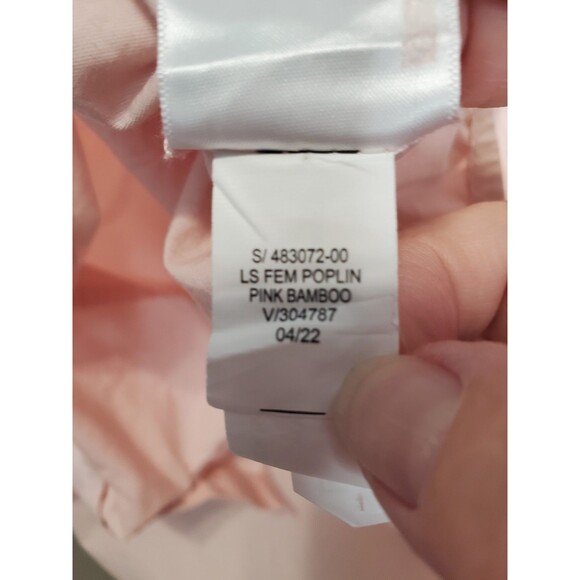 S/ 483072-00
LS FEM POPLIN
PINK BAMBOO
V/304787
04/22